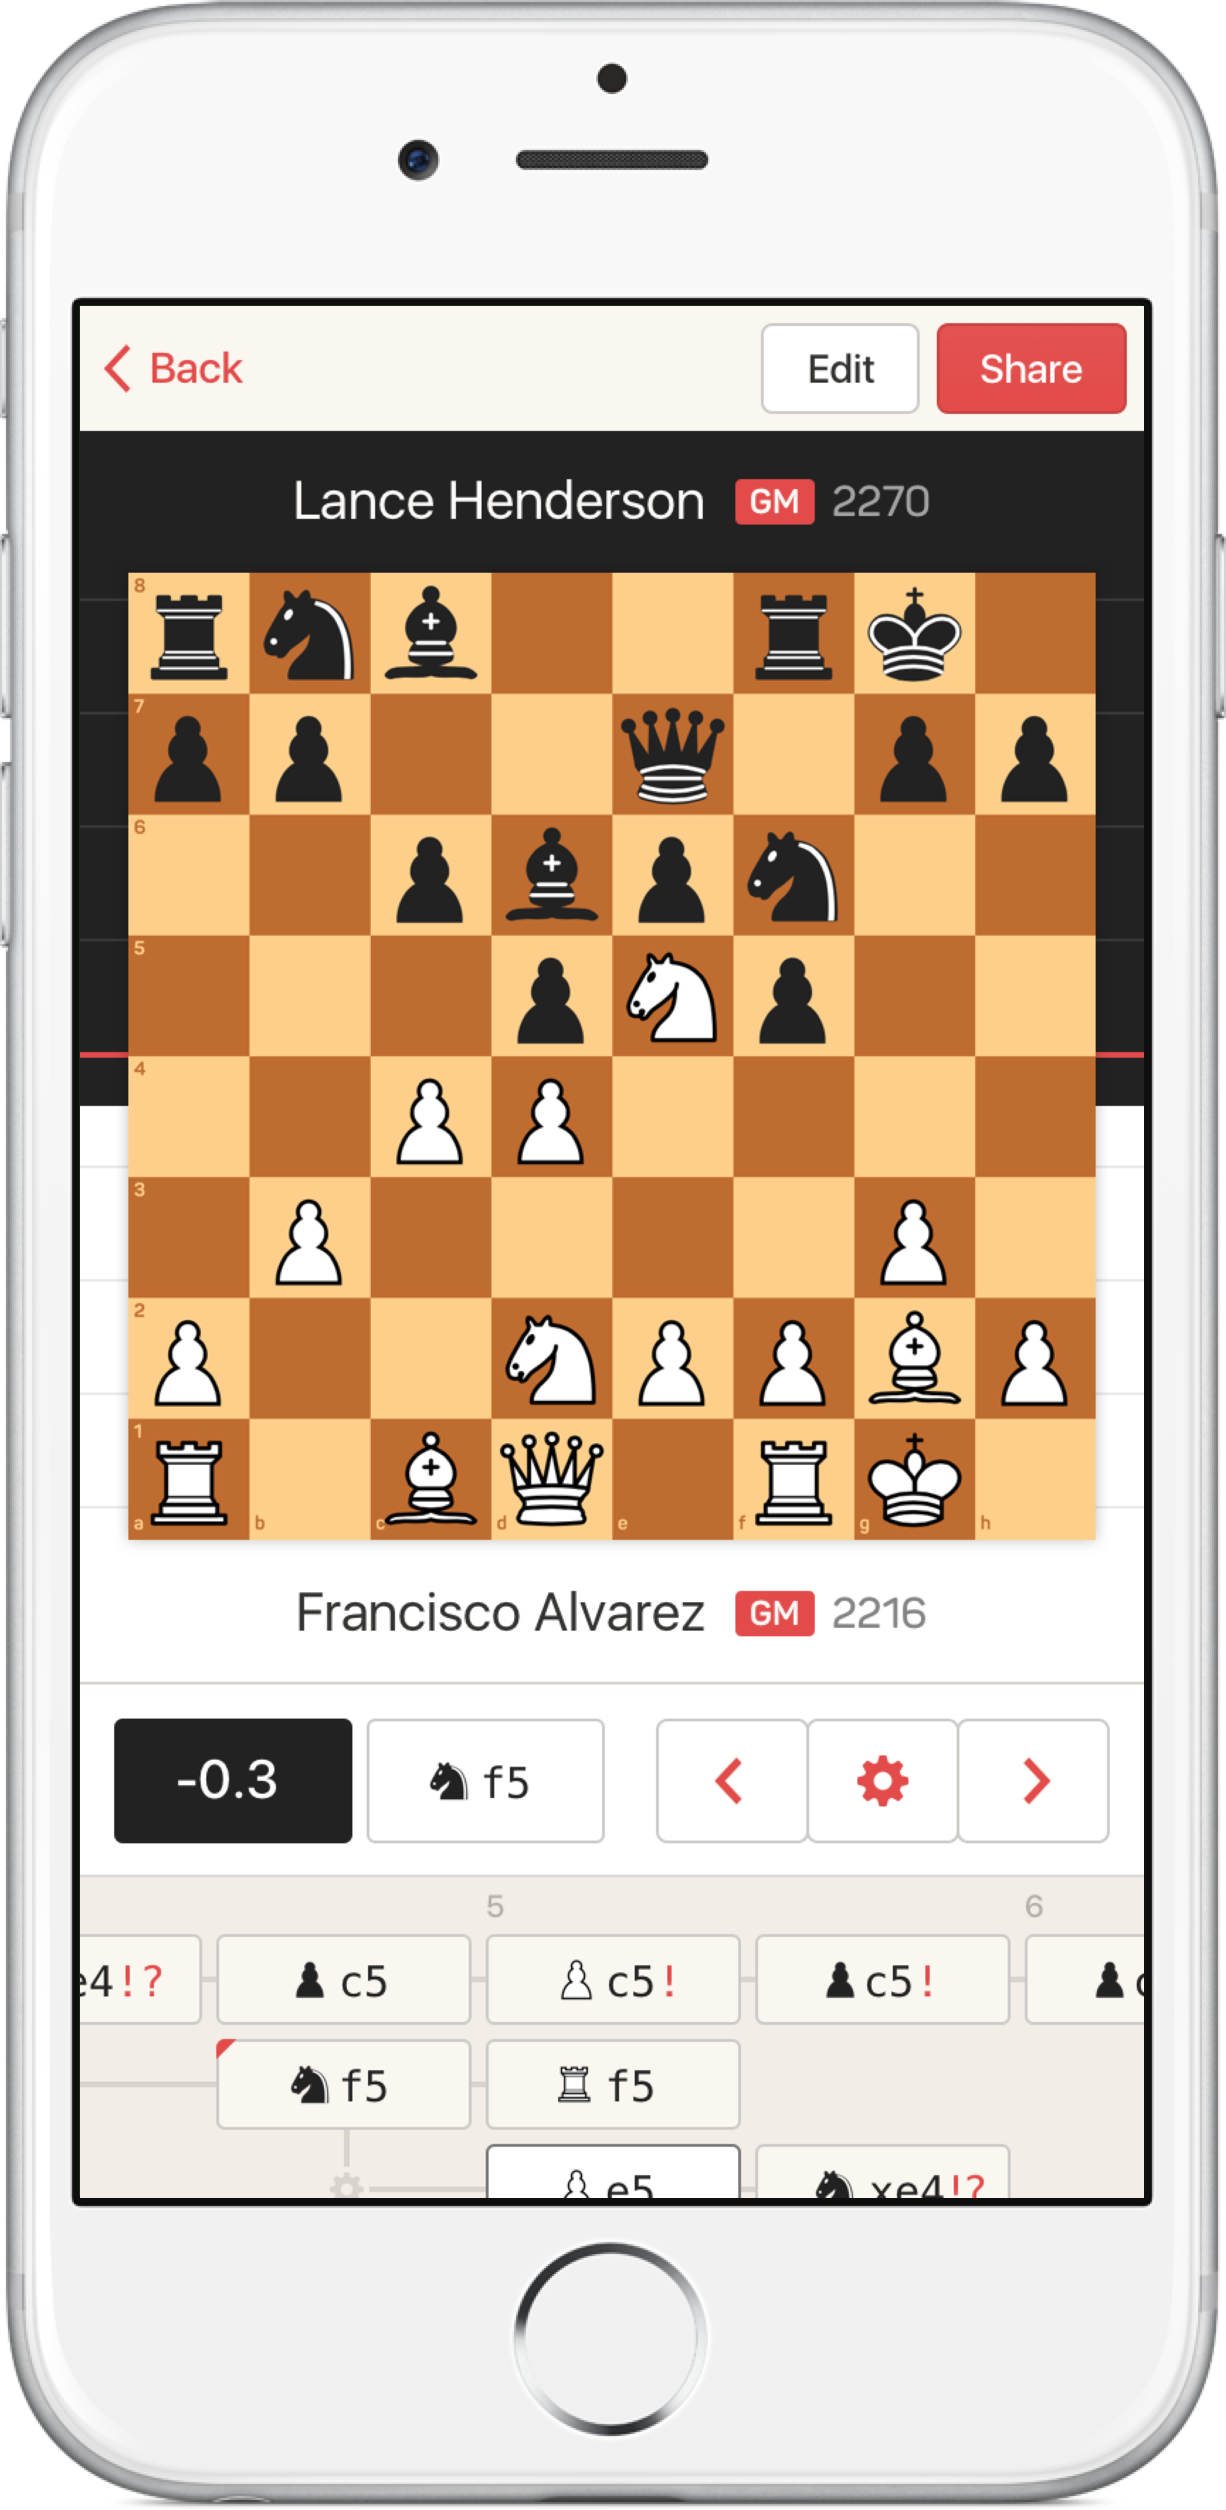 Back Edit Share
Lance Henderson GM 2270
8
7
6
5
4
3
2
1
a b c d e f g h
Francisco Alvarez GM 2216
-0.3 f5
5 6
e4!? c5 c5! c5!
f5 f5
e5 xe4!?